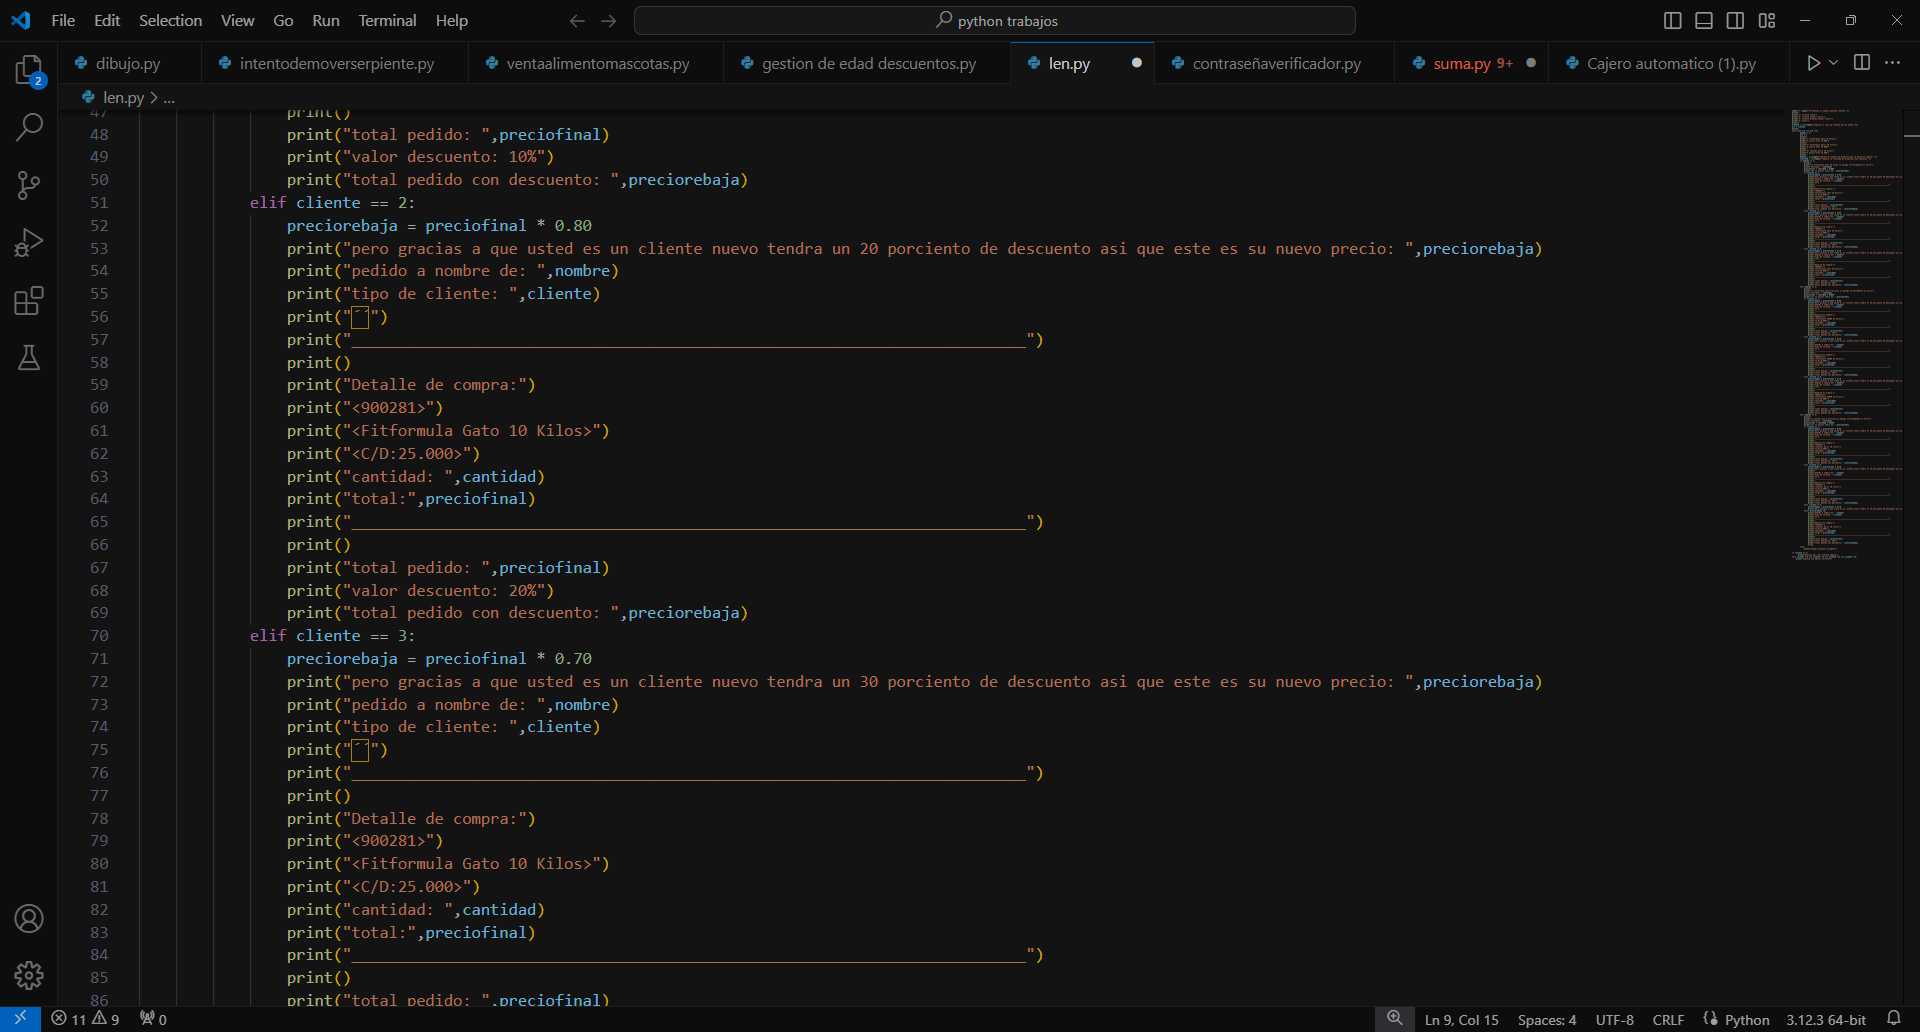 File Edit Selection View Go Run Terminal Help
python trabajos
dibujo.py intentodemoverserpiente.py ventaalimentomascotas.py gestion de edad descuentos.py len.py contraseñaverificador.py suma.py 9+ Cajero automatico (1).py
2
len.py > ...
47 print()
48 print("total pedido: ",preciofinal)
49 print("valor descuento: 10%")
50 print("total pedido con descuento: ",preciorebaja)
51 elif cliente == 2:
52 preciorebaja = preciofinal * 0.80
53 print("pero gracias a que usted es un cliente nuevo tendra un 20 porciento de descuento asi que este es su nuevo precio: ",preciorebaja)
54 print("pedido a nombre de: ",nombre)
55 print("tipo de cliente: ",cliente)
56 print("´´")
57 print("_________________________________________________________________________")
58 print()
59 print("Detalle de compra:")
60 print("<900281>")
61 print("<Fitformula Gato 10 Kilos>")
62 print("<C/D:25.000>")
63 print("cantidad: ",cantidad)
64 print("total:",preciofinal)
65 print("_________________________________________________________________________")
66 print()
67 print("total pedido: ",preciofinal)
68 print("valor descuento: 20%")
69 print("total pedido con descuento: ",preciorebaja)
70 elif cliente == 3:
71 preciorebaja = preciofinal * 0.70
72 print("pero gracias a que usted es un cliente nuevo tendra un 30 porciento de descuento asi que este es su nuevo precio: ",preciorebaja)
73 print("pedido a nombre de: ",nombre)
74 print("tipo de cliente: ",cliente)
75 print("´´")
76 print("_________________________________________________________________________")
77 print()
78 print("Detalle de compra:")
79 print("<900281>")
80 print("<Fitformula Gato 10 Kilos>")
81 print("<C/D:25.000>")
82 print("cantidad: ",cantidad)
83 print("total:",preciofinal)
84 print("_________________________________________________________________________")
85 print()
86 print("total pedido: ",preciofinal)
11 9 0 Ln 9, Col 15 Spaces: 4 UTF-8 CRLF Python 3.12.3 64-bit